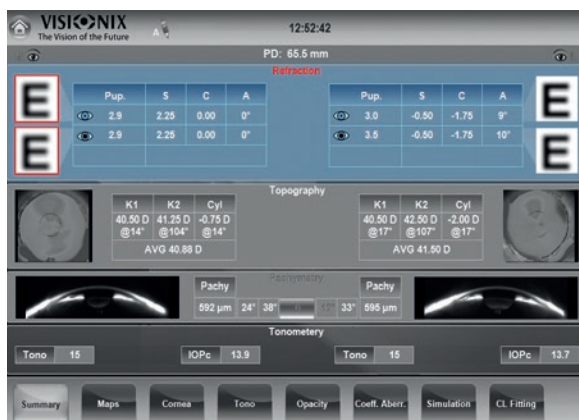 VISIONIX
The Vision of the Future
A
12:52:42
PD: 65.5 mm
Refraction
E
Pup. S C A
2.9 2.25 0.00 0°
2.9 2.25 0.00 0°
E
Pup. S C A
3.0 -0.50 -1.75 9°
3.5 -0.50 -1.75 10°
E
E
Topography
K1 K2 Cyl
40.50 D 41.25 D -0.75 D
@14° @104° @14°
AVG 40.88 D
K1 K2 Cyl
40.50 D 42.50 D -2.00 D
@17° @107° @17°
AVG 41.50 D
Pachymetry
Pachy
592 µm 24° 38°
Pachy
33° 595 µm
Tonometery
Tono 15 IOPc 13.9 Tono 15 IOPc 13.7
Summary Maps Cornea Tono Opacity Coeff. Aberr. Simulation CL Fitting